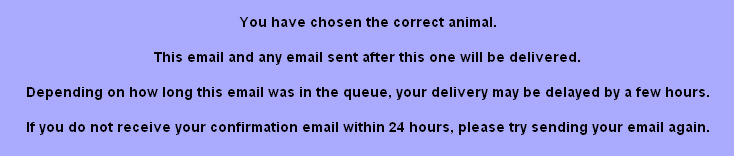 You have chosen the correct animal.
This email and any email sent after this one will be delivered.
Depending on how long this email was in the queue, your delivery may be delayed by a few hours.
If you do not receive your confirmation email within 24 hours, please try sending your email again.